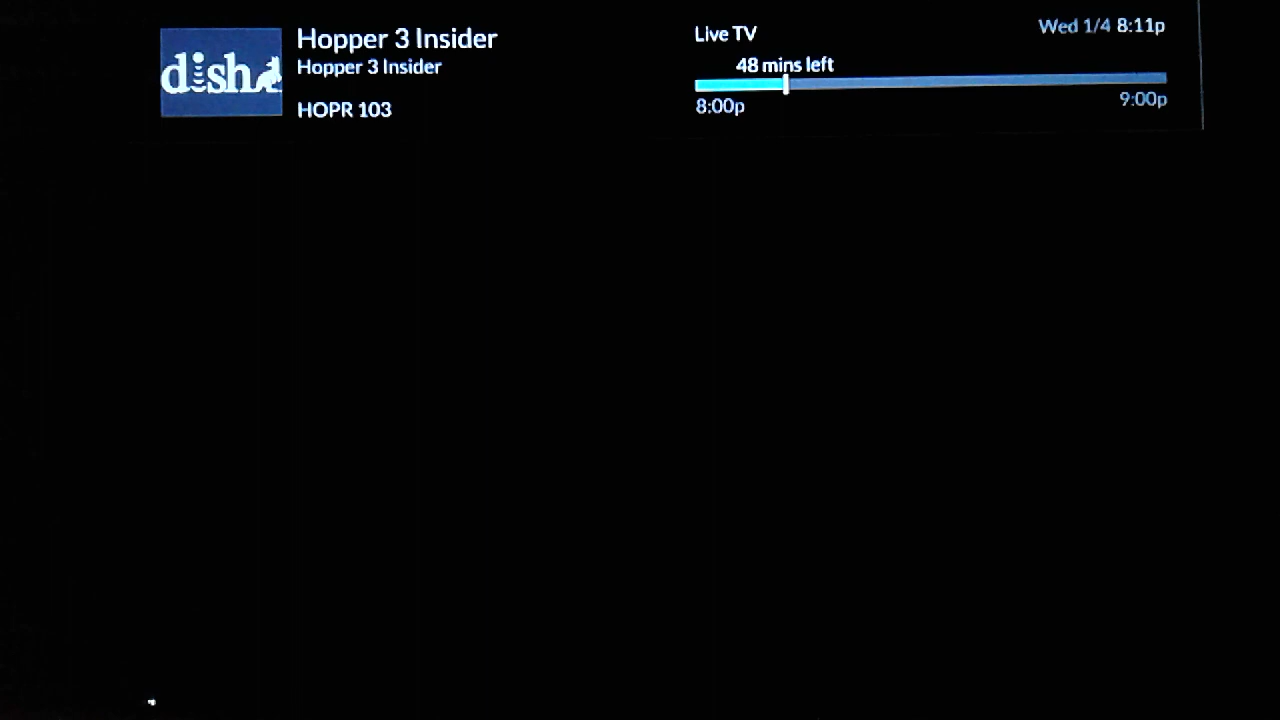 dish
Hopper 3 Insider
Hopper 3 Insider
HOPR 103
Live TV
Wed 1/4 8:11p
48 mins left
8:00p
9:00p